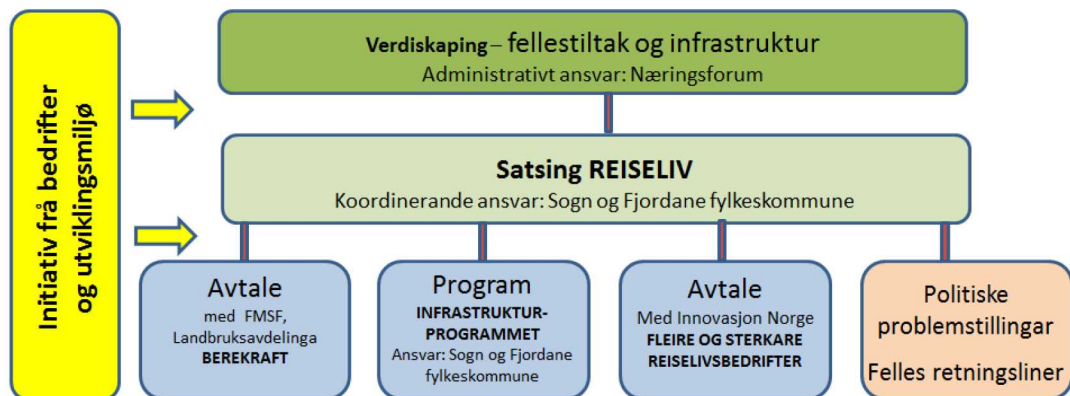 Initiativ frå bedrifter
og utviklingsmiljø
Verdiskaping – fellestiltak og infrastruktur
Administrativt ansvar: Næringsforum
Satsing REISELIV
Koordinerande ansvar: Sogn og Fjordane fylkeskommune
Avtale
med FMSF,
Landbruksavdelinga
BEREKRAFT
Program
INFRASTRUKTUR-
PROGRAMMET
Ansvar: Sogn og Fjordane
fylkeskommune
Avtale
Med Innovasjon Norge
FLEIRE OG STERKARE
REISELIVSBEDRIFTER
Politiske
problemstillingar
Felles retningsliner